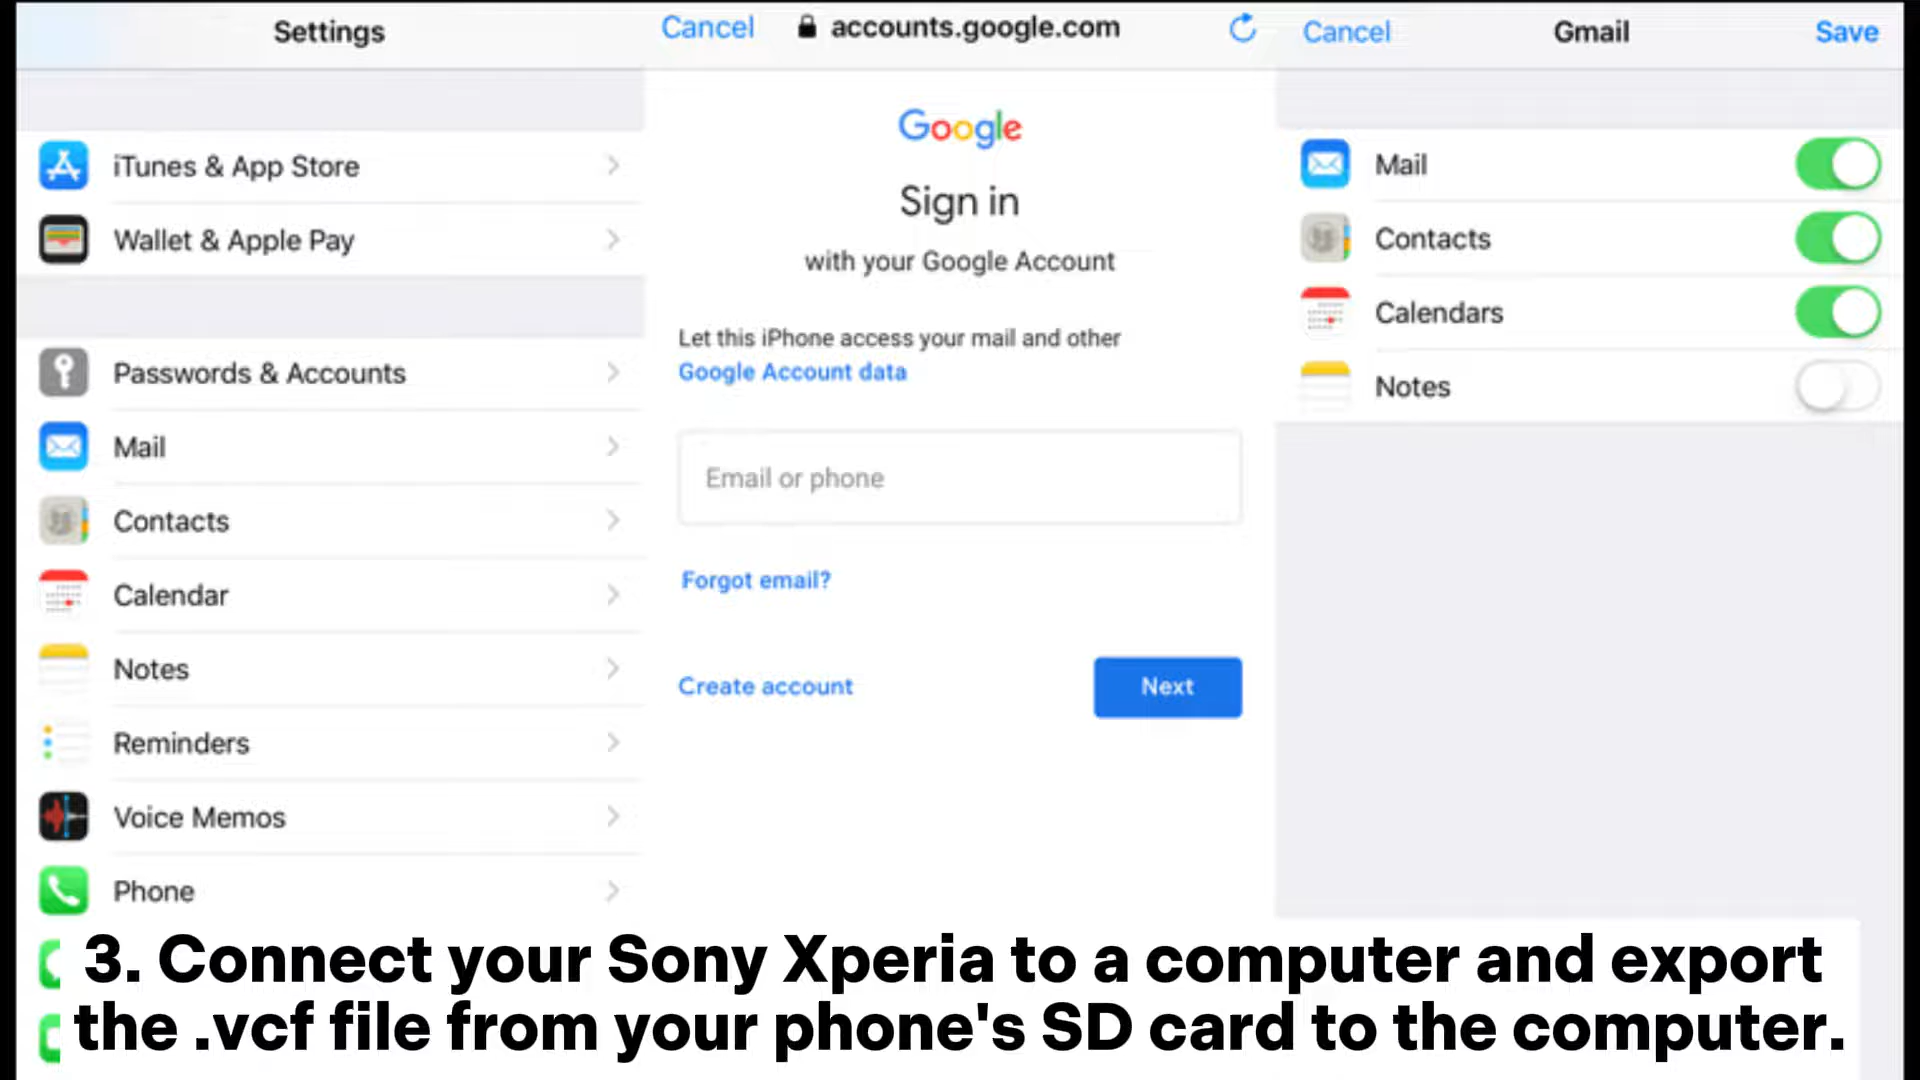 Settings
iTunes & App Store
Wallet & Apple Pay
Passwords & Accounts
Mail
Contacts
Calendar
Notes
Reminders
Voice Memos
Phone
Cancel
accounts.google.com
Google
Sign in
with your Google Account
Let this iPhone access your mail and other
Google Account data
Email or phone
Forgot email?
Create account
Next
Cancel
Gmail
Save
Mail
Contacts
Calendars
Notes
3. Connect your Sony Xperia to a computer and export
the .vcf file from your phone's SD card to the computer.